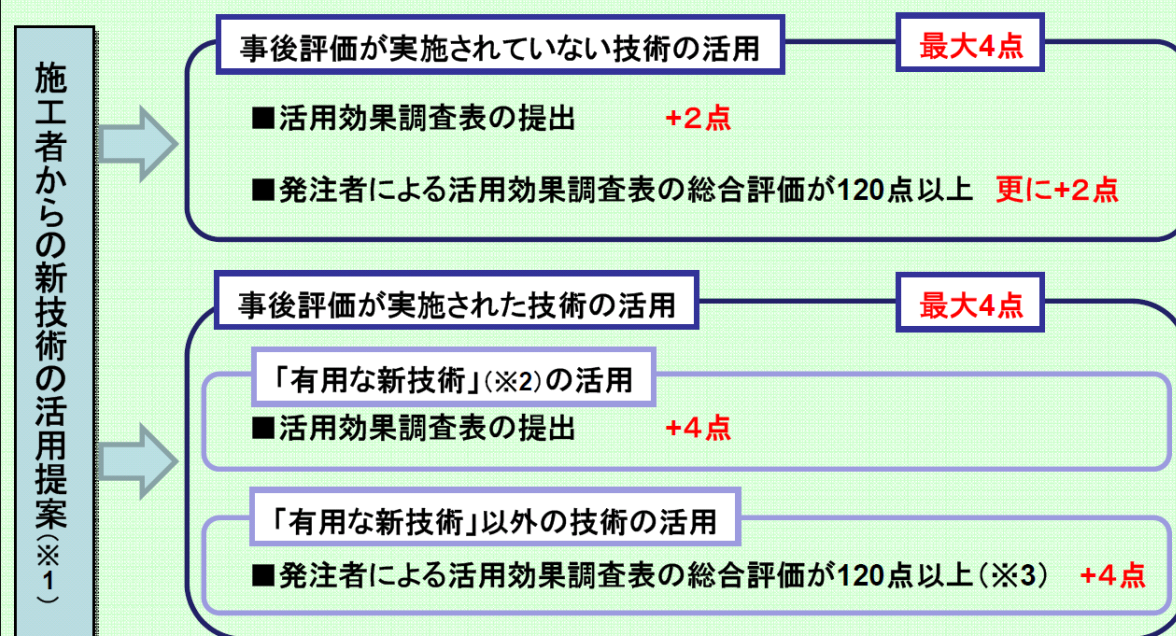 施工者からの新技術の活用提案(※1)
事後評価が実施されていない技術の活用 最大4点
■活用効果調査表の提出 +2点
■発注者による活用効果調査表の総合評価が120点以上 更に+2点
事後評価が実施された技術の活用 最大4点
「有用な新技術」(※2)の活用
■活用効果調査表の提出 +4点
「有用な新技術」以外の技術の活用
■発注者による活用効果調査表の総合評価が120点以上(※3) +4点